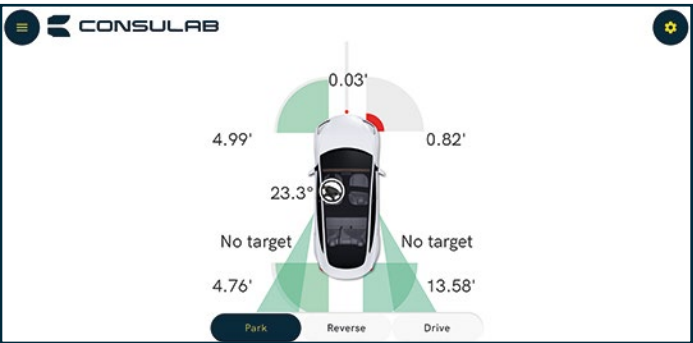 CONSULAB
0.03'
4.99'
0.82'
23.3°
No target
No target
4.76'
13.58'
Park
Reverse
Drive